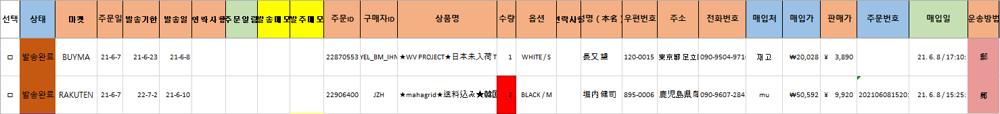 선택 상태 마켓 주문일 발송기한 발송일 연락사항 주문알림 발송메모 발주메모 주문ID 구매자ID 상품명 수량 옵션 연락사항 성명 (本名) 우편번호 주소 전화번호 매입처 매입가 판매가 주문번호 매입일 운송방법
발송완료 BUYMA 21-6-7 21-6-23 21-6-8 22870553 YEL_BM_IHN ★WV PROJECT★日本未入荷 T 1 WHITE / S 長又 望 120-0015 東京都 足立 090-9504-971 재고 ₩20,028 ¥ 3,890 21. 6. 8 / 17:10: 郵
발송완료 RAKUTEN 21-6-7 22-7-2 21-6-10 22906400 JZH ★mahagrid★送料込み★韓国 2 BLACK / M 堀内 健司 895-0006 鹿児島県 090-9607-284 mu ₩50,592 ¥ 9,920 202106081520 21. 6. 8 / 15:25: 郵